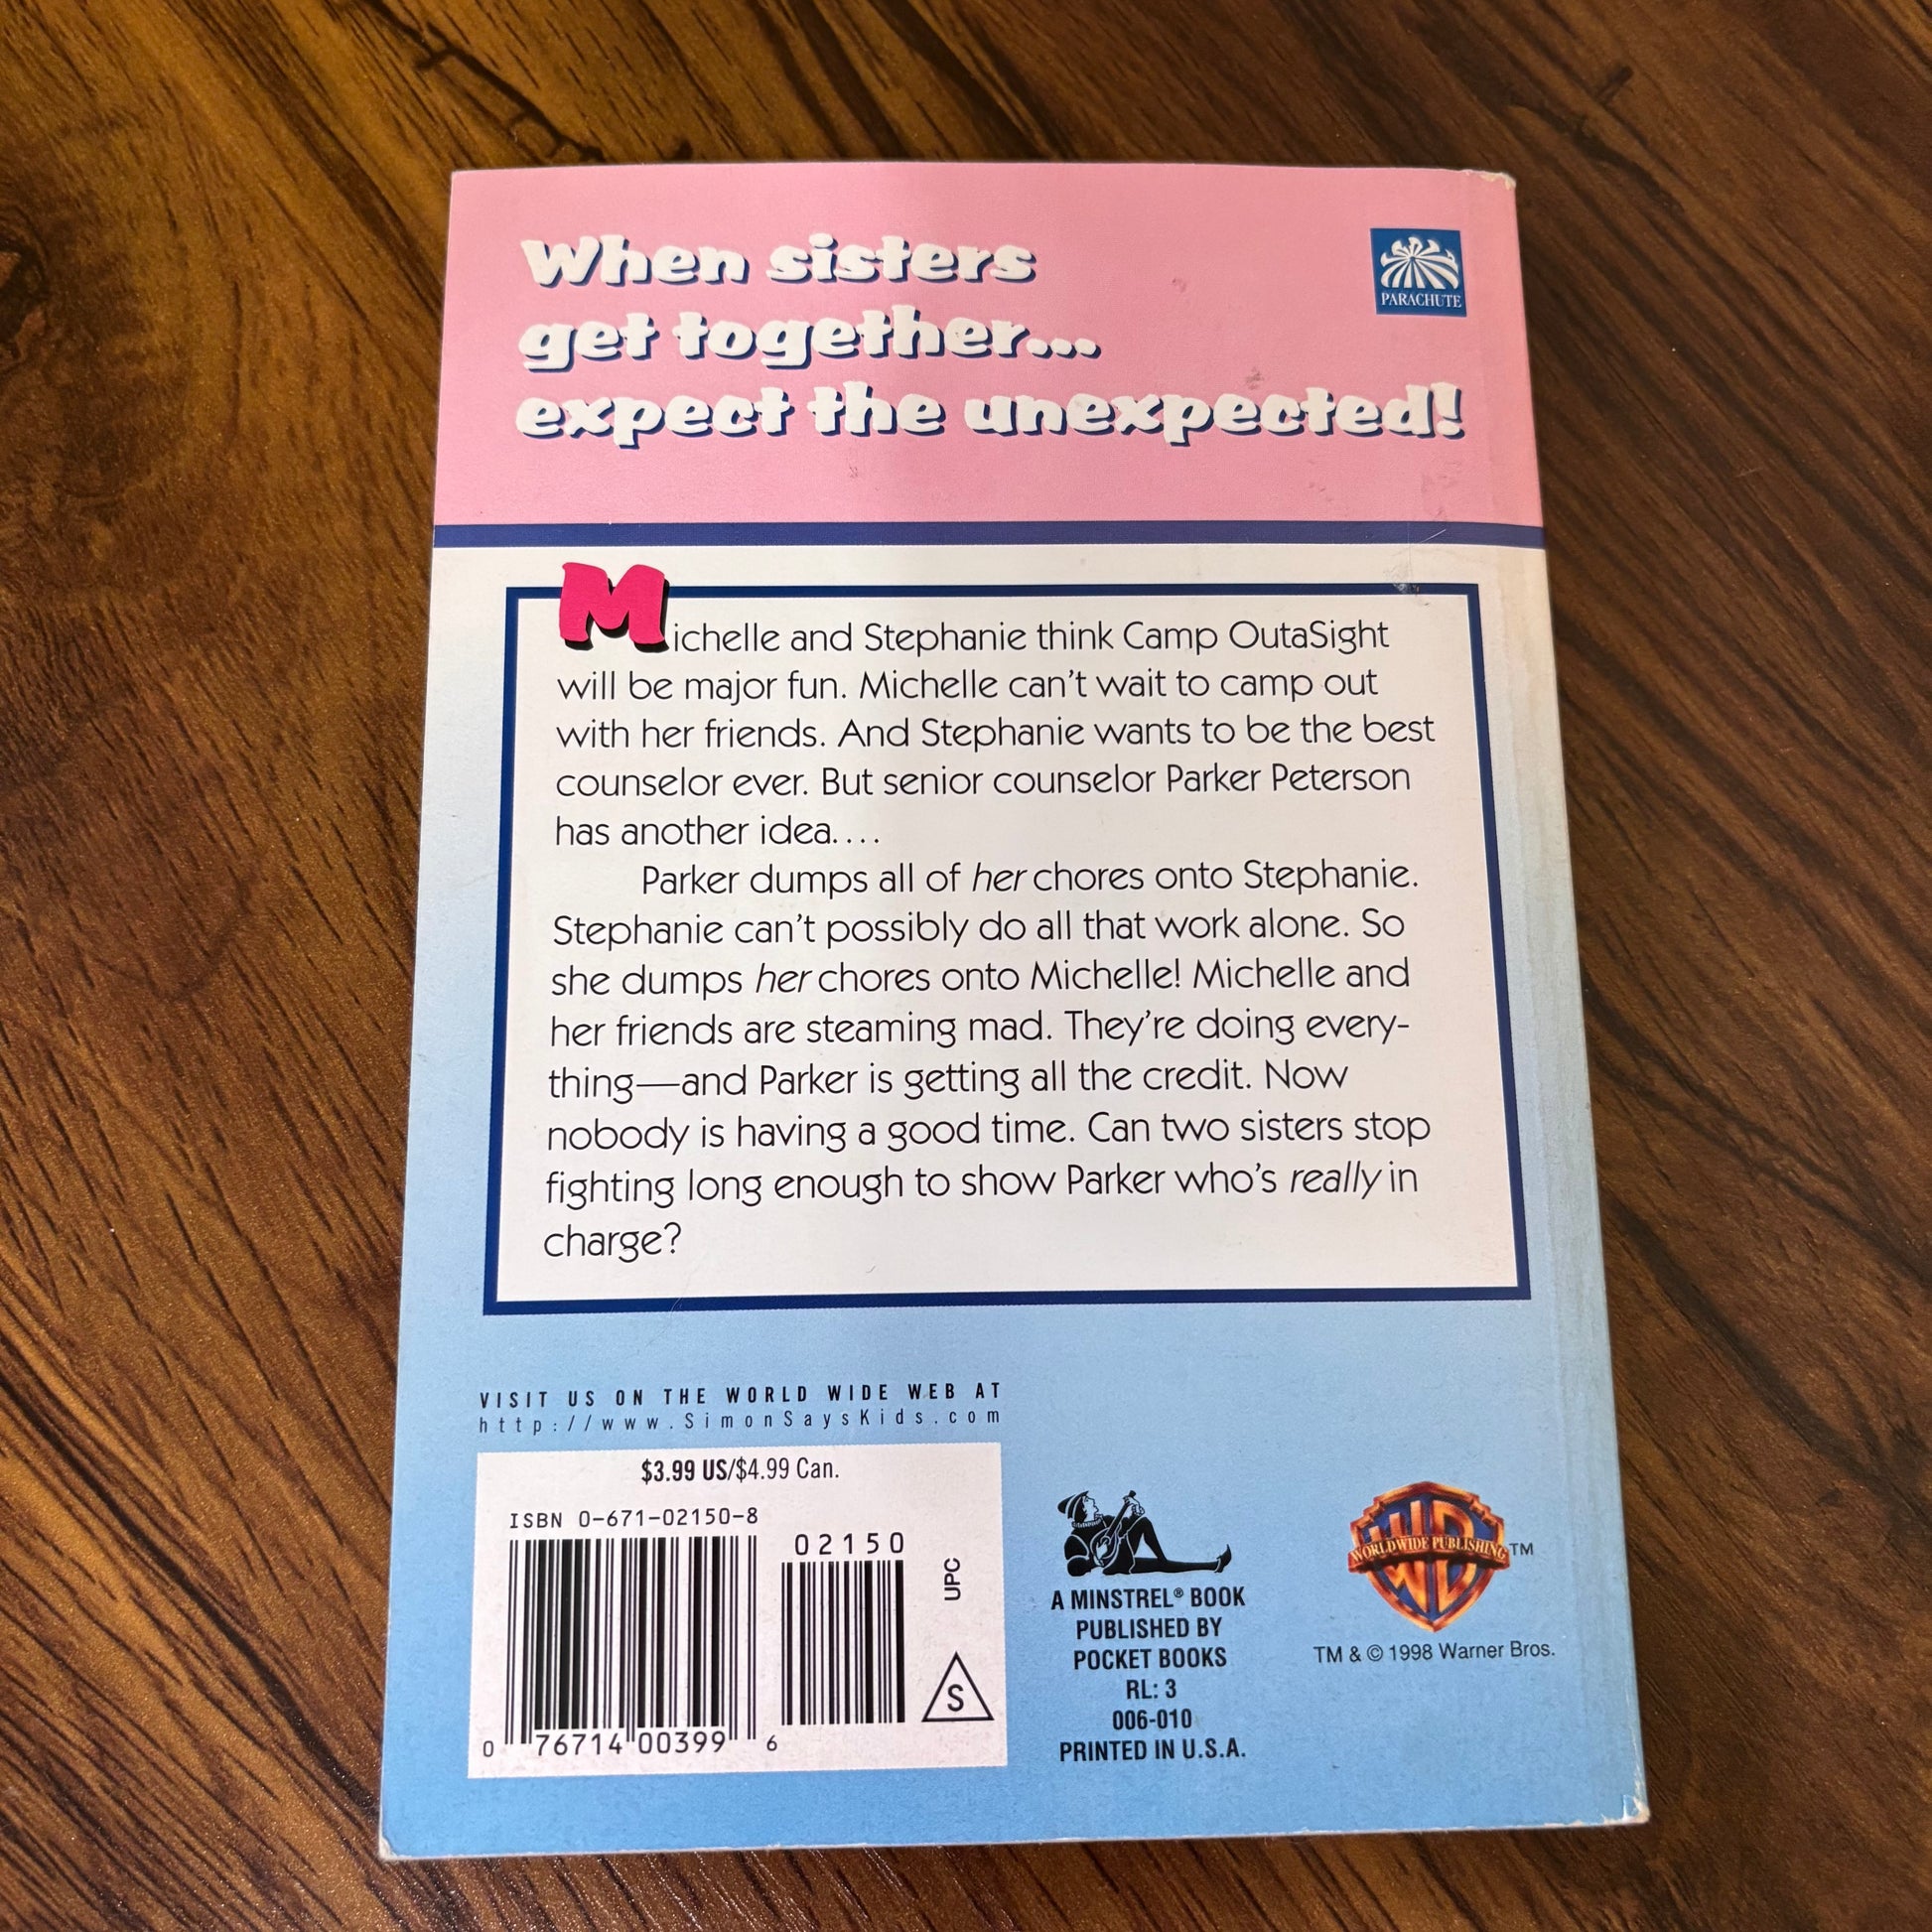 When sisters
get together...
expect the unexpected!
PARACHUTE
Michelle and Stephanie think Camp OutaSight
will be major fun. Michelle can't wait to camp out
with her friends. And Stephanie wants to be the best
counselor ever. But senior counselor Parker Peterson
has another idea....
Parker dumps all of her chores onto Stephanie.
Stephanie can't possibly do all that work alone. So
she dumps her chores onto Michelle! Michelle and
her friends are steaming mad. They're doing every-
thing—and Parker is getting all the credit. Now
nobody is having a good time. Can two sisters stop
fighting long enough to show Parker who's really in
charge?
VISIT US ON THE WORLD WIDE WEB AT
http://www.SimonSaysKids.com
$3.99 US/$4.99 Can.
ISBN 0-671-02150-8
02150
UPC
S
0 76714 00399 6
A MINSTREL® BOOK
PUBLISHED BY
POCKET BOOKS
RL: 3
006-010
PRINTED IN U.S.A.
WB
WORLDWIDE PUBLISHING TM
TM & © 1998 Warner Bros.